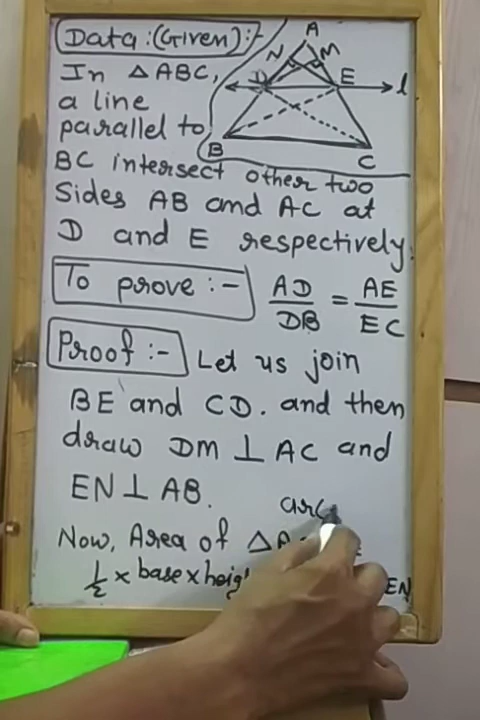 Data:(Given):-
In △ABC,
a line
parallel to
BC intersect other two
Sides AB and AC at
D and E respectively.
A
N M
D E l
B C
To prove :- AD/DB = AE/EC
Proof :- Let us join
BE and CD. and then
draw DM ⊥ AC and
EN ⊥ AB.
ar(
Now, Area of △A
1/2 × base × heig EN